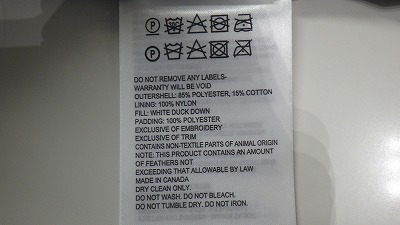 DO NOT REMOVE ANY LABELS-
WARRANTY WILL BE VOID
OUTERSHELL: 85% POLYESTER, 15% COTTON
LINING: 100% NYLON
FILL: WHITE DUCK DOWN
PADDING: 100% POLYESTER
EXCLUSIVE OF EMBROIDERY
EXCLUSIVE OF TRIM
CONTAINS NON-TEXTILE PARTS OF ANIMAL ORIGIN
NOTE: THIS PRODUCT CONTAINS AN AMOUNT
OF FEATHERS NOT
EXCEEDING THAT ALLOWABLE BY LAW
MADE IN CANADA
DRY CLEAN ONLY.
DO NOT WASH. DO NOT BLEACH.
DO NOT TUMBLE DRY. DO NOT IRON.